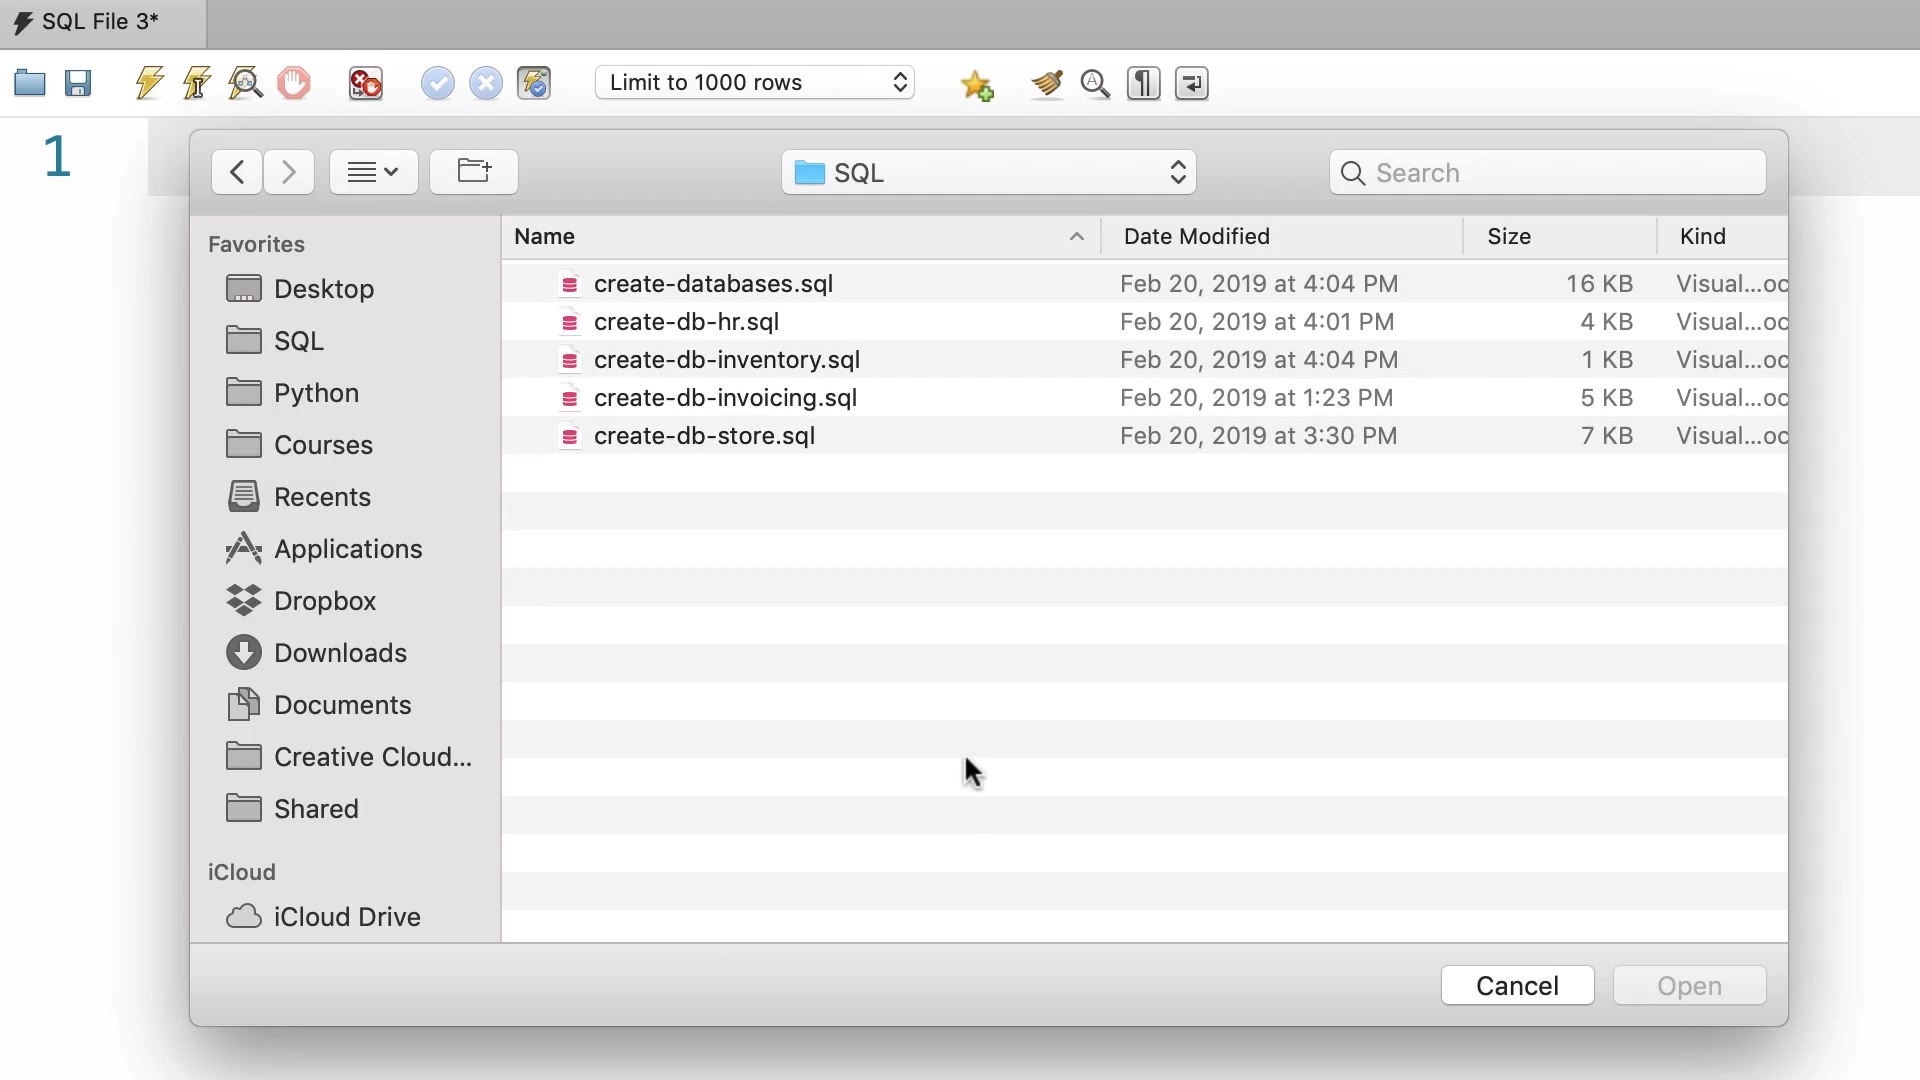 SQL File 3*
Limit to 1000 rows
1
SQL
Search
Favorites
Desktop
SQL
Python
Courses
Recents
Applications
Dropbox
Downloads
Documents
Creative Cloud...
Shared
iCloud
iCloud Drive
Name Date Modified Size Kind
create-databases.sql Feb 20, 2019 at 4:04 PM 16 KB Visual...oc
create-db-hr.sql Feb 20, 2019 at 4:01 PM 4 KB Visual...oc
create-db-inventory.sql Feb 20, 2019 at 4:04 PM 1 KB Visual...oc
create-db-invoicing.sql Feb 20, 2019 at 1:23 PM 5 KB Visual...oc
create-db-store.sql Feb 20, 2019 at 3:30 PM 7 KB Visual...oc
Cancel Open